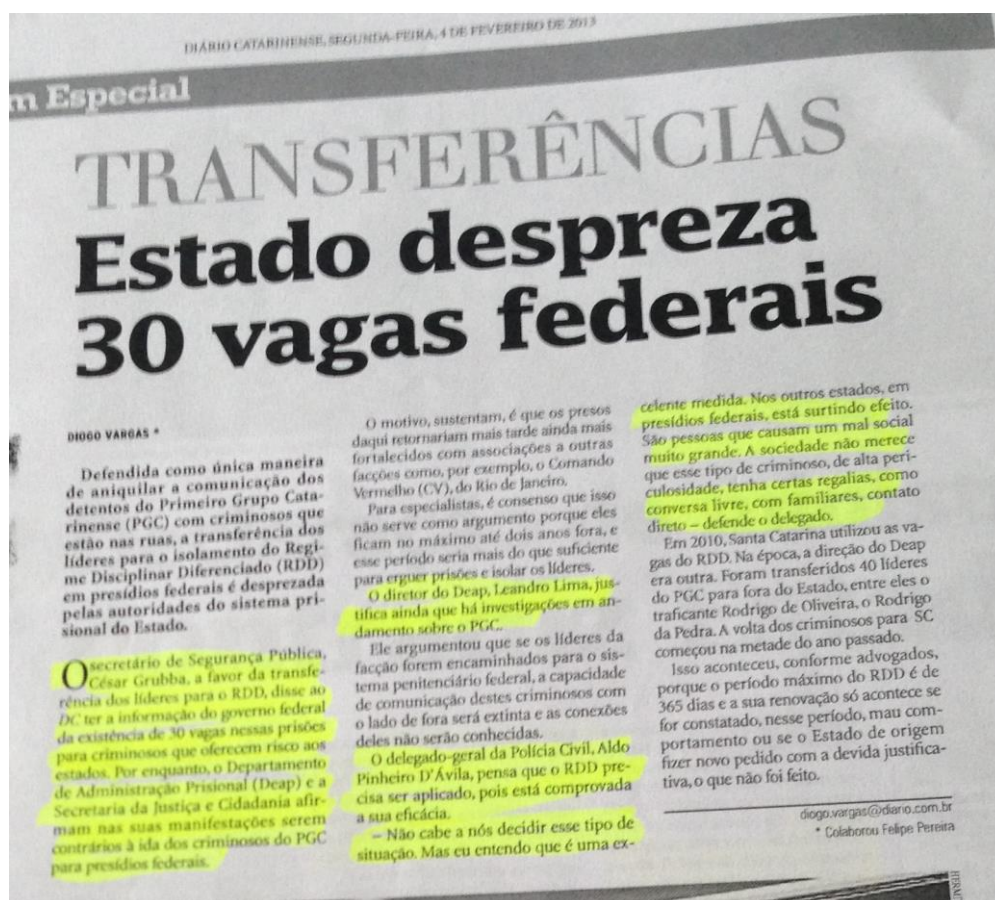 DIÁRIO CATARINENSE, SEGUNDA-FEIRA, 4 DE FEVEREIRO DE 2013
m Especial
TRANSFERÊNCIAS
Estado despreza
30 vagas federais
DIOGO VARGAS *
Defendida como única maneira
de aniquilar a comunicação dos
detentos do Primeiro Grupo Cata-
rinense (PGC) com criminosos que
estão nas ruas, a transferência dos
líderes para o isolamento do Regi-
me Disciplinar Diferenciado (RDD)
em presídios federais é desprezada
pelas autoridades do sistema pri-
sional do Estado.
O secretário de Segurança Pública,
César Grubba, a favor da transfe-
rência dos líderes para o RDD, disse ao
DC ter a informação do governo federal
da existência de 30 vagas nessas prisões
para criminosos que oferecem risco aos
estados. Por enquanto, o Departamento
de Administração Prisional (Deap) e a
Secretaria da Justiça e Cidadania afir-
mam nas suas manifestações serem
contrários à ida dos criminosos do PGC
para presídios federais.
O motivo, sustentam, é que os presos
daqui retornariam mais tarde ainda mais
fortalecidos com associações a outras
facções como, por exemplo, o Comando
Vermelho (CV), do Rio de Janeiro.
Para especialistas, é consenso que isso
não serve como argumento porque eles
ficam no máximo até dois anos fora, e
esse período seria mais do que suficiente
para erguer prisões e isolar os líderes.
O diretor do Deap, Leandro Lima, jus-
tifica ainda que há investigações em an-
damento sobre o PGC.
Ele argumentou que se os líderes da
facção forem encaminhados para o sis-
tema penitenciário federal, a capacidade
de comunicação destes criminosos com
o lado de fora será extinta e as conexões
deles não serão conhecidas.
O delegado-geral da Polícia Civil, Aldo
Pinheiro D'Ávila, pensa que o RDD pre-
cisa ser aplicado, pois está comprovada
a sua eficácia.
– Não cabe a nós decidir esse tipo de
situação. Mas eu entendo que é uma ex-
celente medida. Nos outros estados, em
presídios federais, está surtindo efeito.
São pessoas que causam um mal social
muito grande. A sociedade não merece
que esse tipo de criminoso, de alta peri-
culosidade, tenha certas regalias, como
conversa livre, com familiares, contato
direto – defende o delegado.
Em 2010, Santa Catarina utilizou as va-
gas do RDD. Na época, a direção do Deap
era outra. Foram transferidos 40 líderes
do PGC para fora do Estado, entre eles o
traficante Rodrigo de Oliveira, o Rodrigo
da Pedra. A volta dos criminosos para SC
começou na metade do ano passado.
Isso aconteceu, conforme advogados,
porque o período máximo do RDD é de
365 dias e a sua renovação só acontece se
for constatado, nesse período, mau com-
portamento ou se o Estado de origem
fizer novo pedido com a devida justifica-
tiva, o que não foi feito.
diogo.vargas@diario.com.br
* Colaborou Felipe Pereira